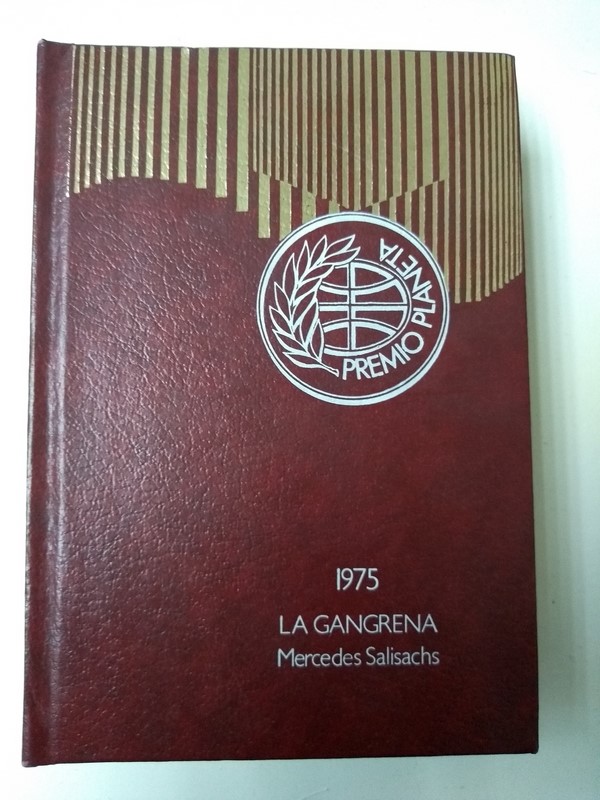 PREMIO PLANETA
1975
LA GANGRENA
Mercedes Salisachs